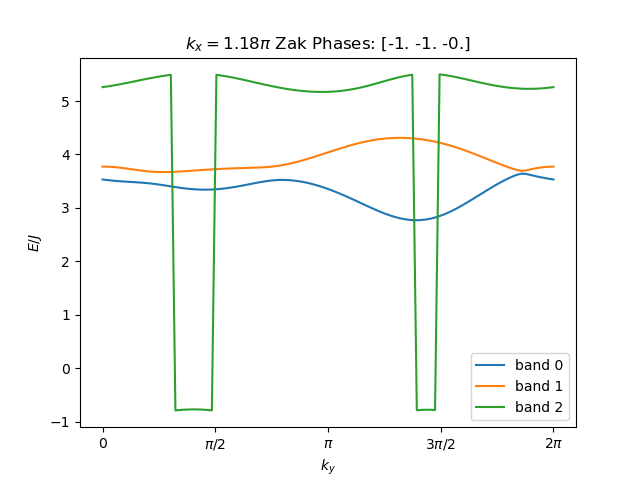 $k_x = 1.18\pi$ Zak Phases: [-1. -1. -0.]
E/J
5
4
3
2
1
0
−1
0
π/2
π
3π/2
2π
$k_y$
band 0
band 1
band 2